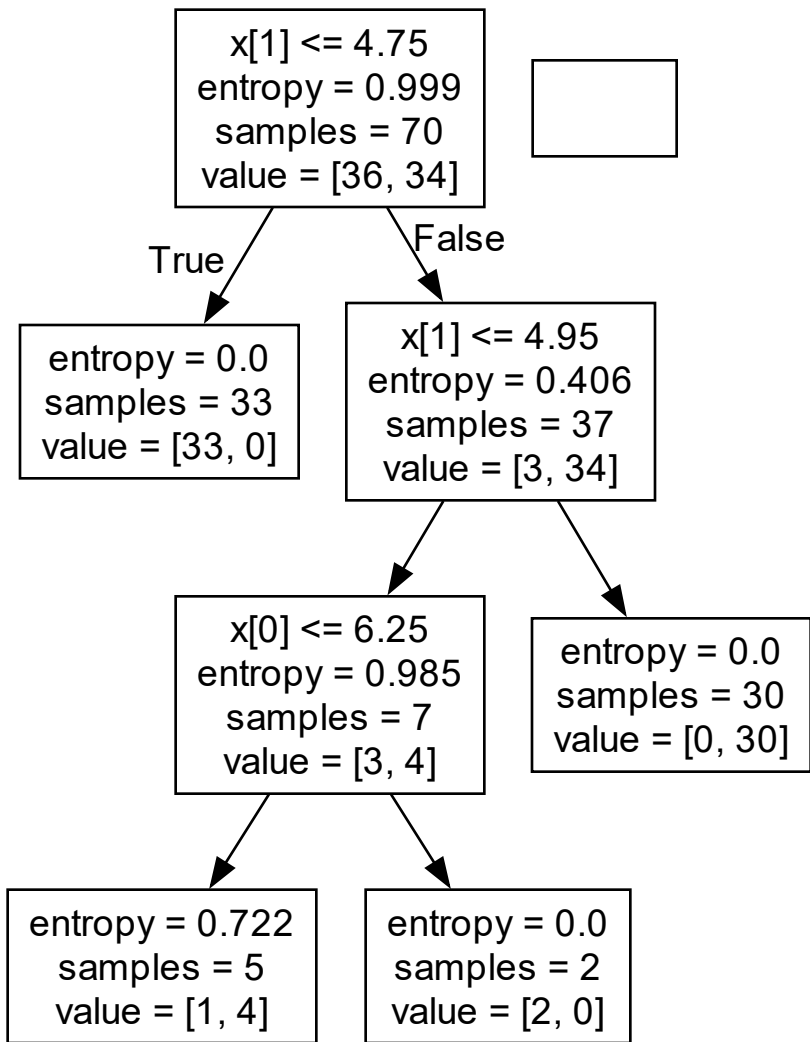 x[1] <= 4.75
entropy = 0.999
samples = 70
value = [36, 34]
True
False
entropy = 0.0
samples = 33
value = [33, 0]
x[1] <= 4.95
entropy = 0.406
samples = 37
value = [3, 34]
x[0] <= 6.25
entropy = 0.985
samples = 7
value = [3, 4]
entropy = 0.0
samples = 30
value = [0, 30]
entropy = 0.722
samples = 5
value = [1, 4]
entropy = 0.0
samples = 2
value = [2, 0]